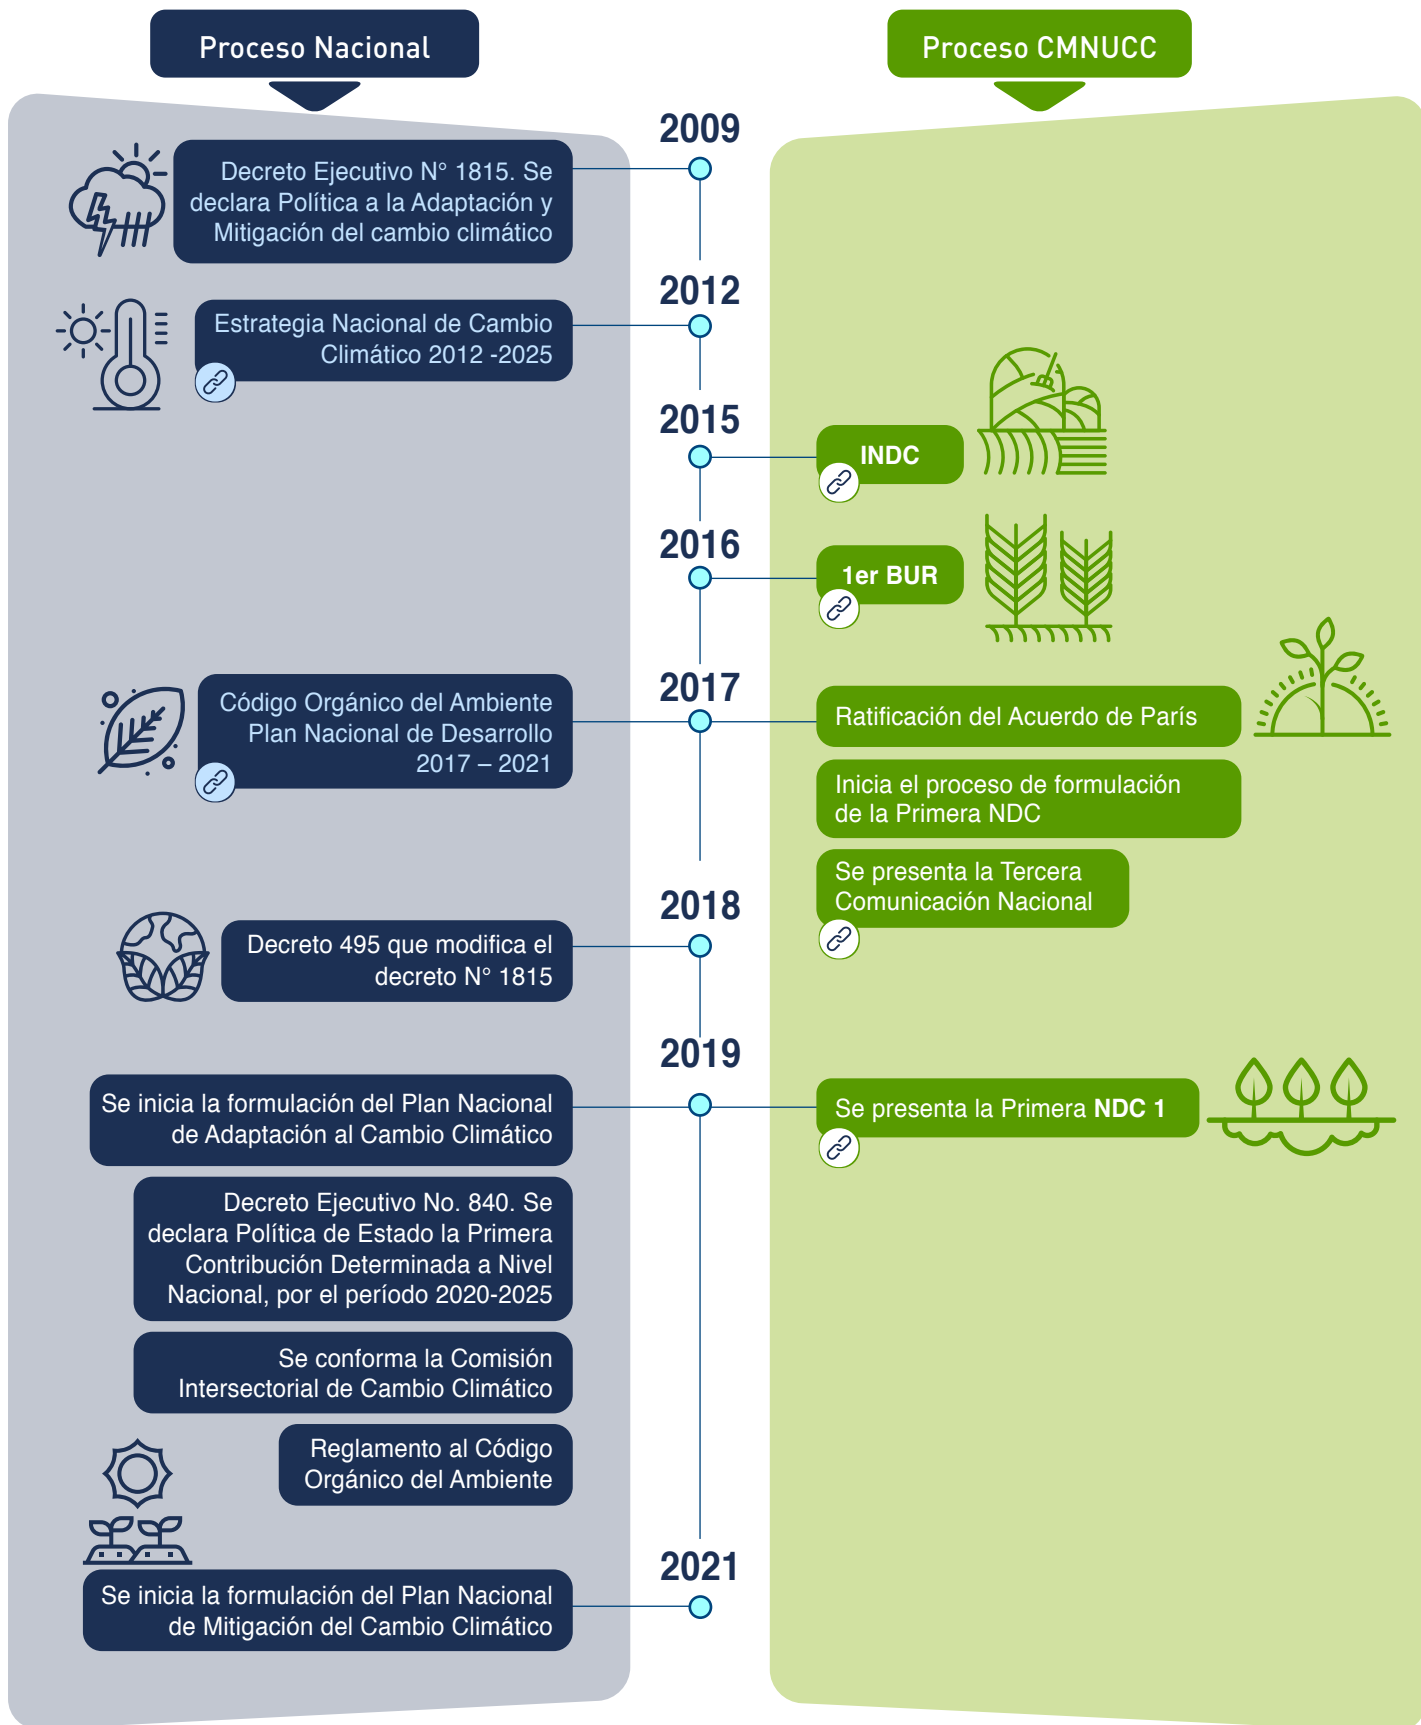 Proceso Nacional
Proceso CMNUCC
2009
Decreto Ejecutivo N° 1815. Se
declara Política a la Adaptación y
Mitigación del cambio climático
2012
Estrategia Nacional de Cambio
Climático 2012 -2025
2015
INDC
2016
1er BUR
2017
Código Orgánico del Ambiente
Plan Nacional de Desarrollo
2017 – 2021
Ratificación del Acuerdo de París
Inicia el proceso de formulación
de la Primera NDC
Se presenta la Tercera
Comunicación Nacional
2018
Decreto 495 que modifica el
decreto N° 1815
2019
Se inicia la formulación del Plan Nacional
de Adaptación al Cambio Climático
Se presenta la Primera NDC 1
Decreto Ejecutivo No. 840. Se
declara Política de Estado la Primera
Contribución Determinada a Nivel
Nacional, por el período 2020-2025
Se conforma la Comisión
Intersectorial de Cambio Climático
Reglamento al Código
Orgánico del Ambiente
2021
Se inicia la formulación del Plan Nacional
de Mitigación del Cambio Climático